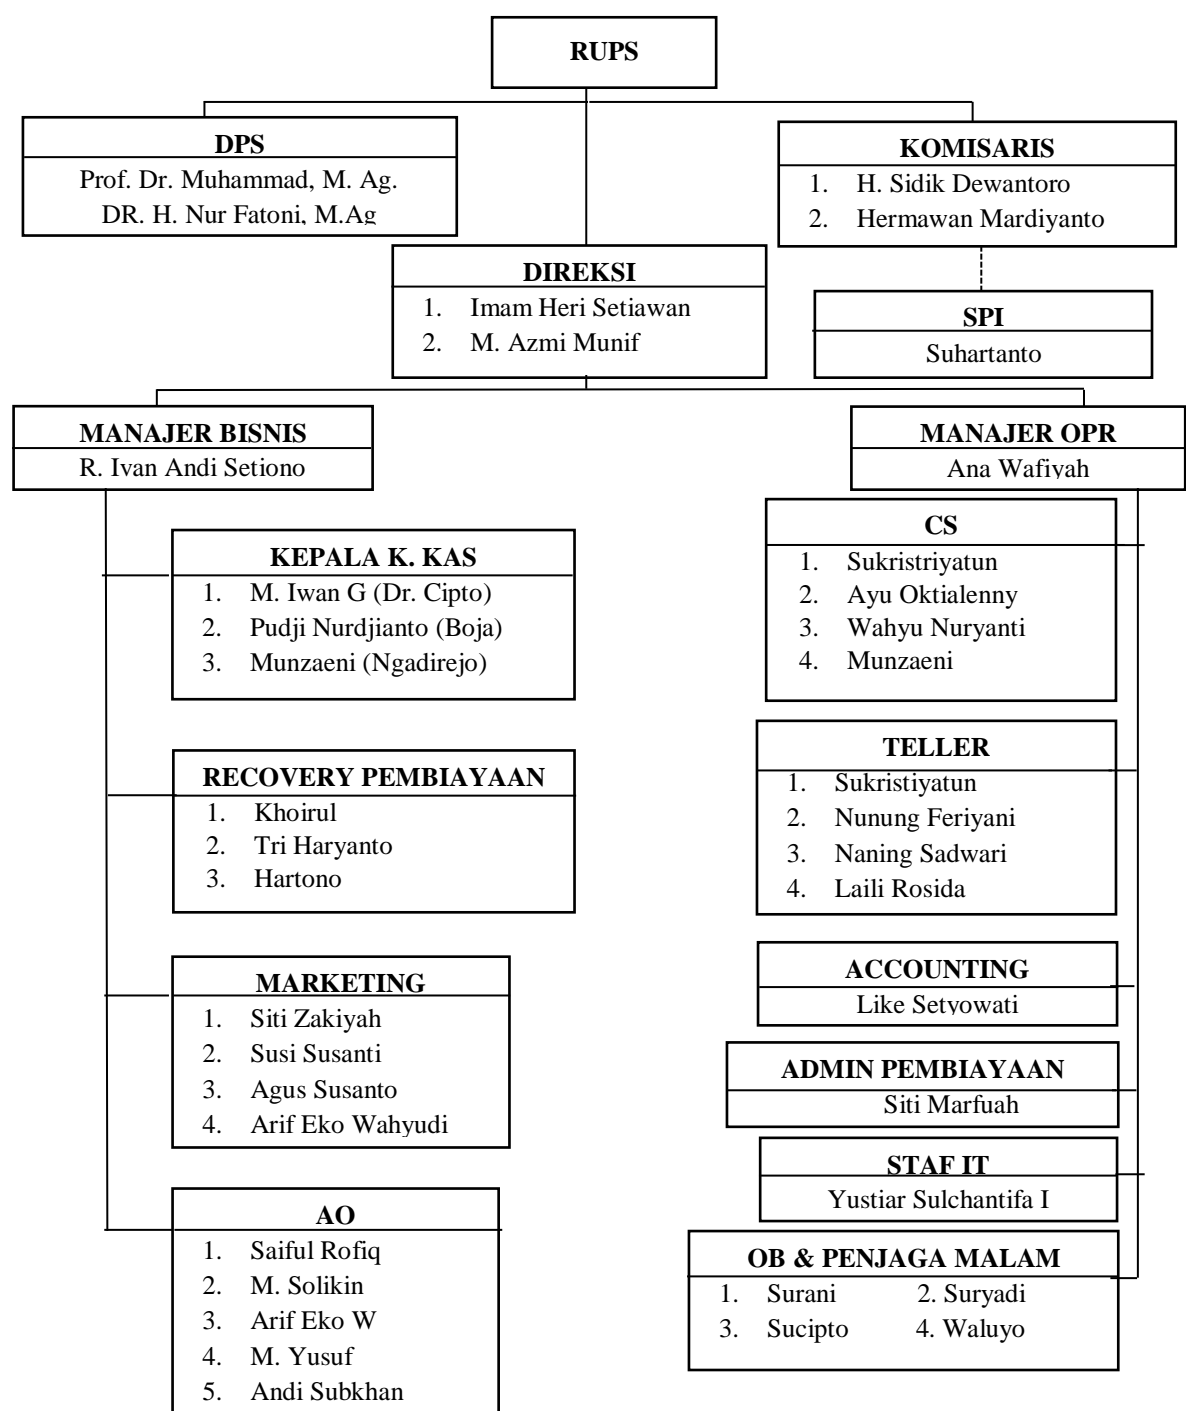 RUPS
DPS
Prof. Dr. Muhammad, M. Ag.
DR. H. Nur Fatoni, M.Ag
KOMISARIS
1. H. Sidik Dewantoro
2. Hermawan Mardiyanto
DIREKSI
1. Imam Heri Setiawan
2. M. Azmi Munif
SPI
Suhartanto
MANAJER BISNIS
R. Ivan Andi Setiono
MANAJER OPR
Ana Wafiyah
KEPALA K. KAS
1. M. Iwan G (Dr. Cipto)
2. Pudji Nurdjianto (Boja)
3. Munzaeni (Ngadirejo)
RECOVERY PEMBIAYAAN
1. Khoirul
2. Tri Haryanto
3. Hartono
MARKETING
1. Siti Zakiyah
2. Susi Susanti
3. Agus Susanto
4. Arif Eko Wahyudi
AO
1. Saiful Rofiq
2. M. Solikin
3. Arif Eko W
4. M. Yusuf
5. Andi Subkhan
CS
1. Sukristriyatun
2. Ayu Oktialenny
3. Wahyu Nuryanti
4. Munzaeni
TELLER
1. Sukristiyatun
2. Nunung Feriyani
3. Naning Sadwari
4. Laili Rosida
ACCOUNTING
Like Setyowati
ADMIN PEMBIAYAAN
Siti Marfuah
STAF IT
Yustiar Sulchantifa I
OB & PENJAGA MALAM
1. Surani 2. Suryadi
3. Sucipto 4. Waluyo